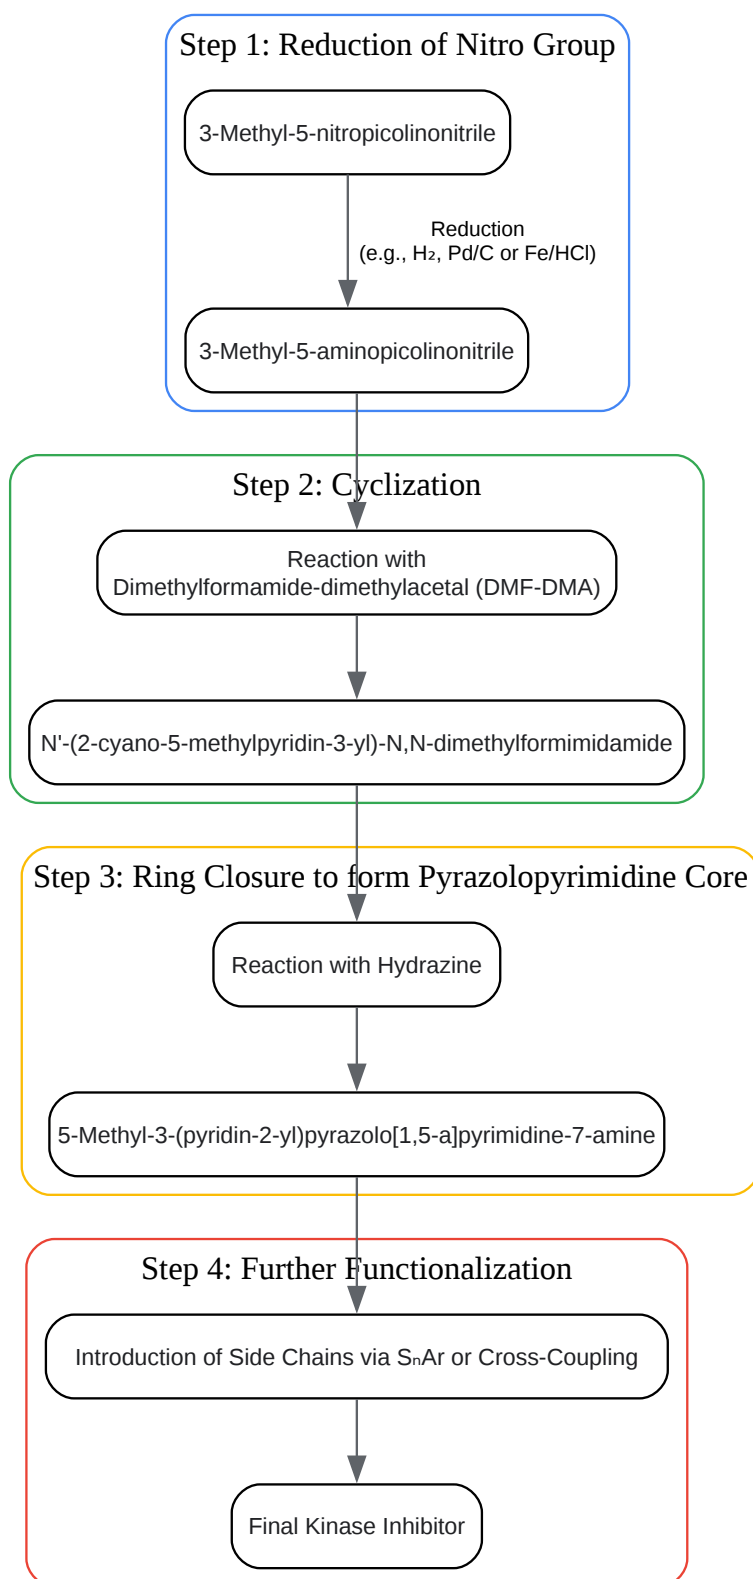 Step 1: Reduction of Nitro Group
3-Methyl-5-nitropicolinonitrile
Reduction
(e.g., H₂, Pd/C or Fe/HCl)
3-Methyl-5-aminopicolinonitrile
Step 2: Cyclization
Reaction with
Dimethylformamide-dimethylacetal (DMF-DMA)
N'-(2-cyano-5-methylpyridin-3-yl)-N,N-dimethylformimidamide
Step 3: Ring Closure to form Pyrazolopyrimidine Core
Reaction with Hydrazine
5-Methyl-3-(pyridin-2-yl)pyrazolo[1,5-a]pyrimidine-7-amine
Step 4: Further Functionalization
Introduction of Side Chains via SₙAr or Cross-Coupling
Final Kinase Inhibitor